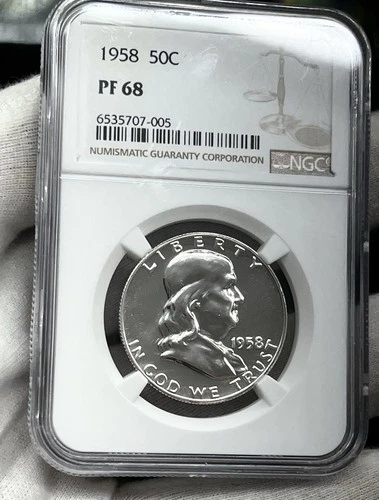 1958 50C
PF 68
6535707-005
NUMISMATIC GUARANTY CORPORATION
NGC
LIBERTY
1958
IN GOD WE TRUST